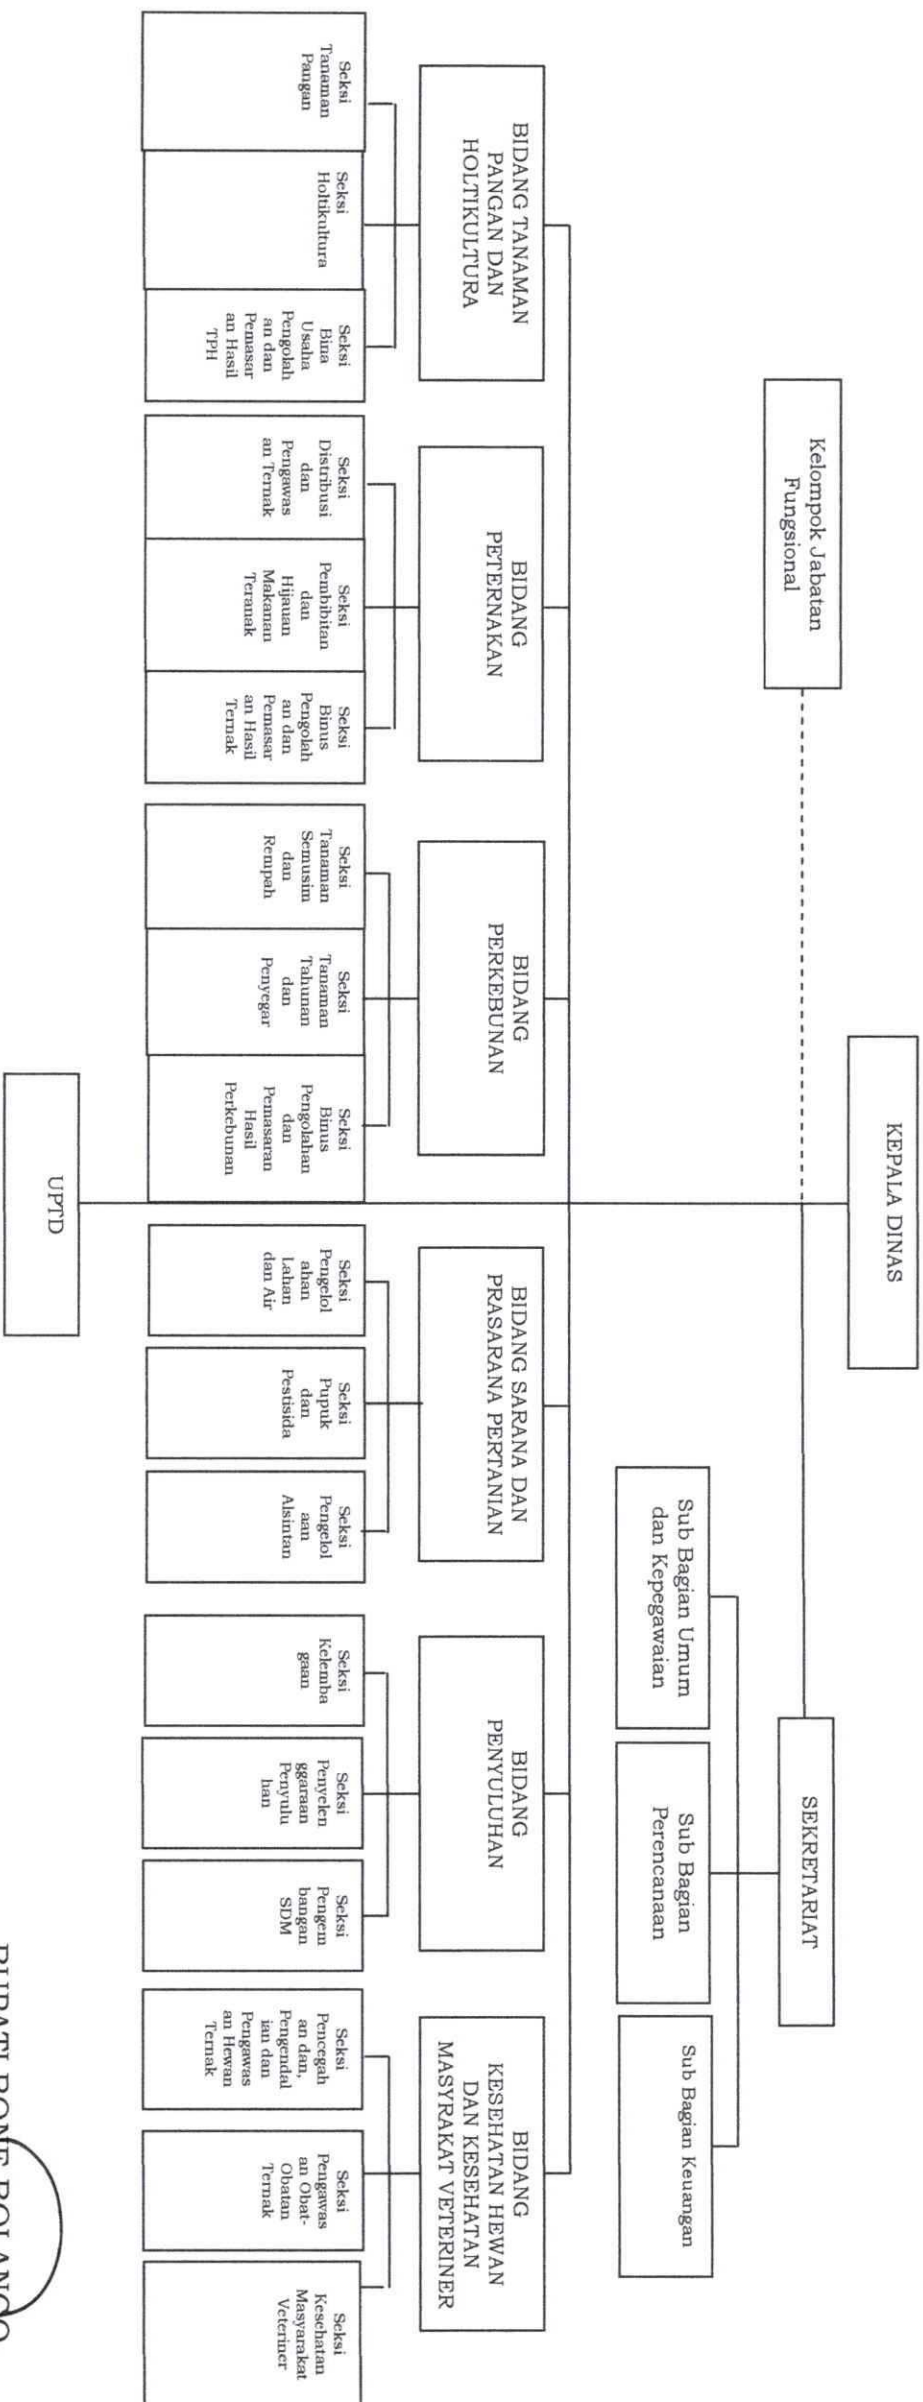 KEPALA DINAS
Kelompok Jabatan
Fungsional
SEKRETARIAT
Sub Bagian Umum
dan Kepegawaian
Sub Bagian
Perencanaan
Sub Bagian Keuangan
BIDANG TANAMAN
PANGAN DAN
HOLTIKULTURA
BIDANG
PETERNAKAN
BIDANG
PERKEBUNAN
BIDANG SARANA DAN
PRASARANA PERTANIAN
BIDANG
PENYULUHAN
BIDANG
KESEHATAN HEWAN
DAN KESEHATAN
MASYRAKAT VETERINER
Seksi
Tanaman
Pangan
Seksi
Holtikultura
Seksi
Bina
Usaha
Pengolah
an dan
Pemasar
an Hasil
TPH
Seksi
Distribusi
dan
Pengawas
an Ternak
Seksi
Pembibitan
dan
Hijauan
Makanan
Teranak
Seksi
Binus
Pengolah
an dan
Pemasar
an Hasil
Ternak
Seksi
Tanaman
Semusim
dan
Rempah
Seksi
Tanaman
Tahunan
dan
Penyegar
Seksi
Binus
Pengolahan
dan
Pemasaran
Hasil
Perkebunan
Seksi
Pengelol
ahan
Lahan
dan Air
Seksi
Pupuk
dan
Pestisida
Seksi
Pengelol
aan
Alsintan
Seksi
Kelemba
gaan
Seksi
Penyelen
ggaraan
Penyulu
han
Seksi
Pengem
bangan
SDM
Seksi
Pencegah
an dan,
Pengendal
ian dan
Pengawas
an Hewan
Ternak
Seksi
Pengawas
an Obat-
Obatan
Ternak
Seksi
Kesehatan
Masyarakat
Veteriner
UPTD
BUPATI BONE BOLANGO